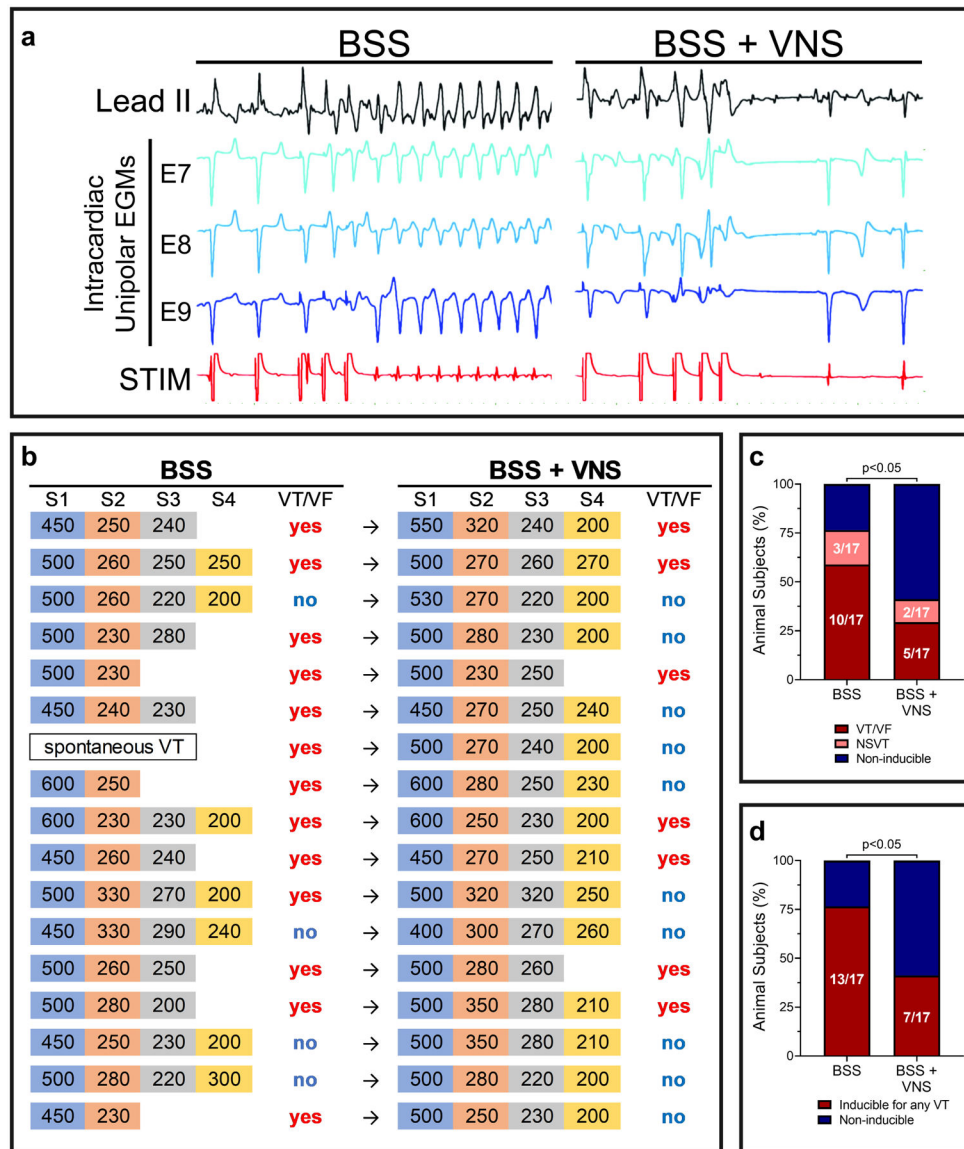 a
BSS
BSS + VNS
Lead II
Intracardiac
Unipolar EGMs
E7
E8
E9
STIM
b
BSS
BSS + VNS
S1 S2 S3 S4 VT/VF S1 S2 S3 S4 VT/VF
450 250 240 yes → 550 320 240 200 yes
500 260 250 250 yes → 500 270 260 270 yes
500 260 220 200 no → 530 270 220 200 no
500 230 280 yes → 500 280 230 200 no
500 230 yes → 500 230 250 yes
450 240 230 yes → 450 270 250 240 no
spontaneous VT yes → 500 270 240 200 no
600 250 yes → 600 280 250 230 no
600 230 230 200 yes → 600 250 230 200 yes
450 260 240 yes → 450 270 250 210 yes
500 330 270 200 yes → 500 320 320 250 no
450 330 290 240 no → 400 300 270 260 no
500 260 250 yes → 500 280 260 yes
500 280 200 yes → 500 350 280 210 yes
450 250 230 200 no → 500 350 280 210 no
500 280 220 300 no → 500 280 220 200 no
450 230 yes → 500 250 230 200 no
c
p<0.05
Animal Subjects (%)
100
75
50
25
0
3/17
10/17
2/17
5/17
BSS
BSS +
VNS
VT/VF
NSVT
Non-inducible
d
p<0.05
Animal Subjects (%)
100
75
50
25
0
13/17
7/17
BSS
BSS +
VNS
Inducible for any VT
Non-inducible